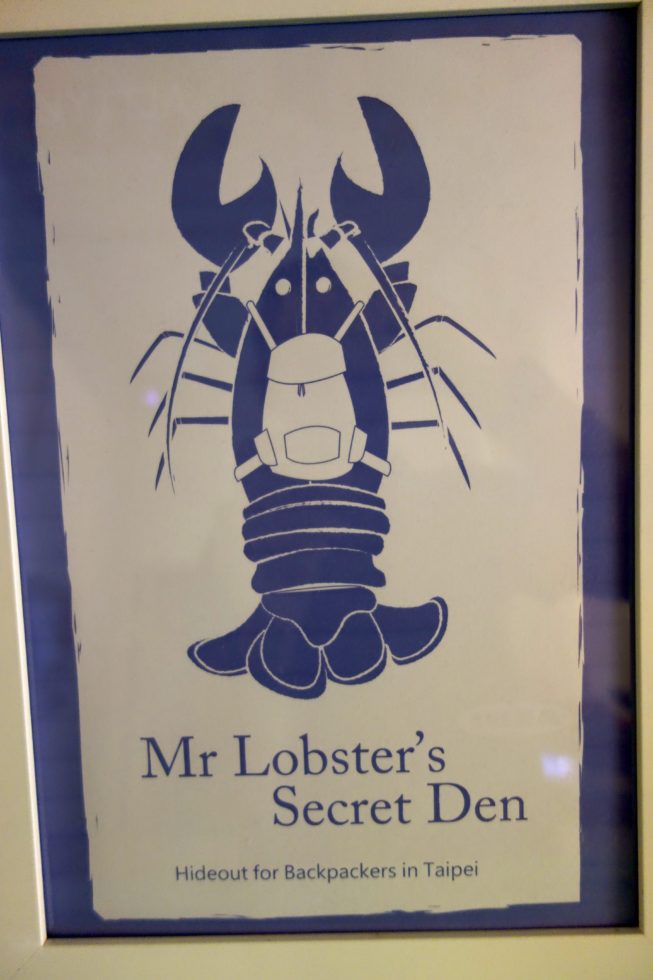 Mr Lobster's
Secret Den
Hideout for Backpackers in Taipei